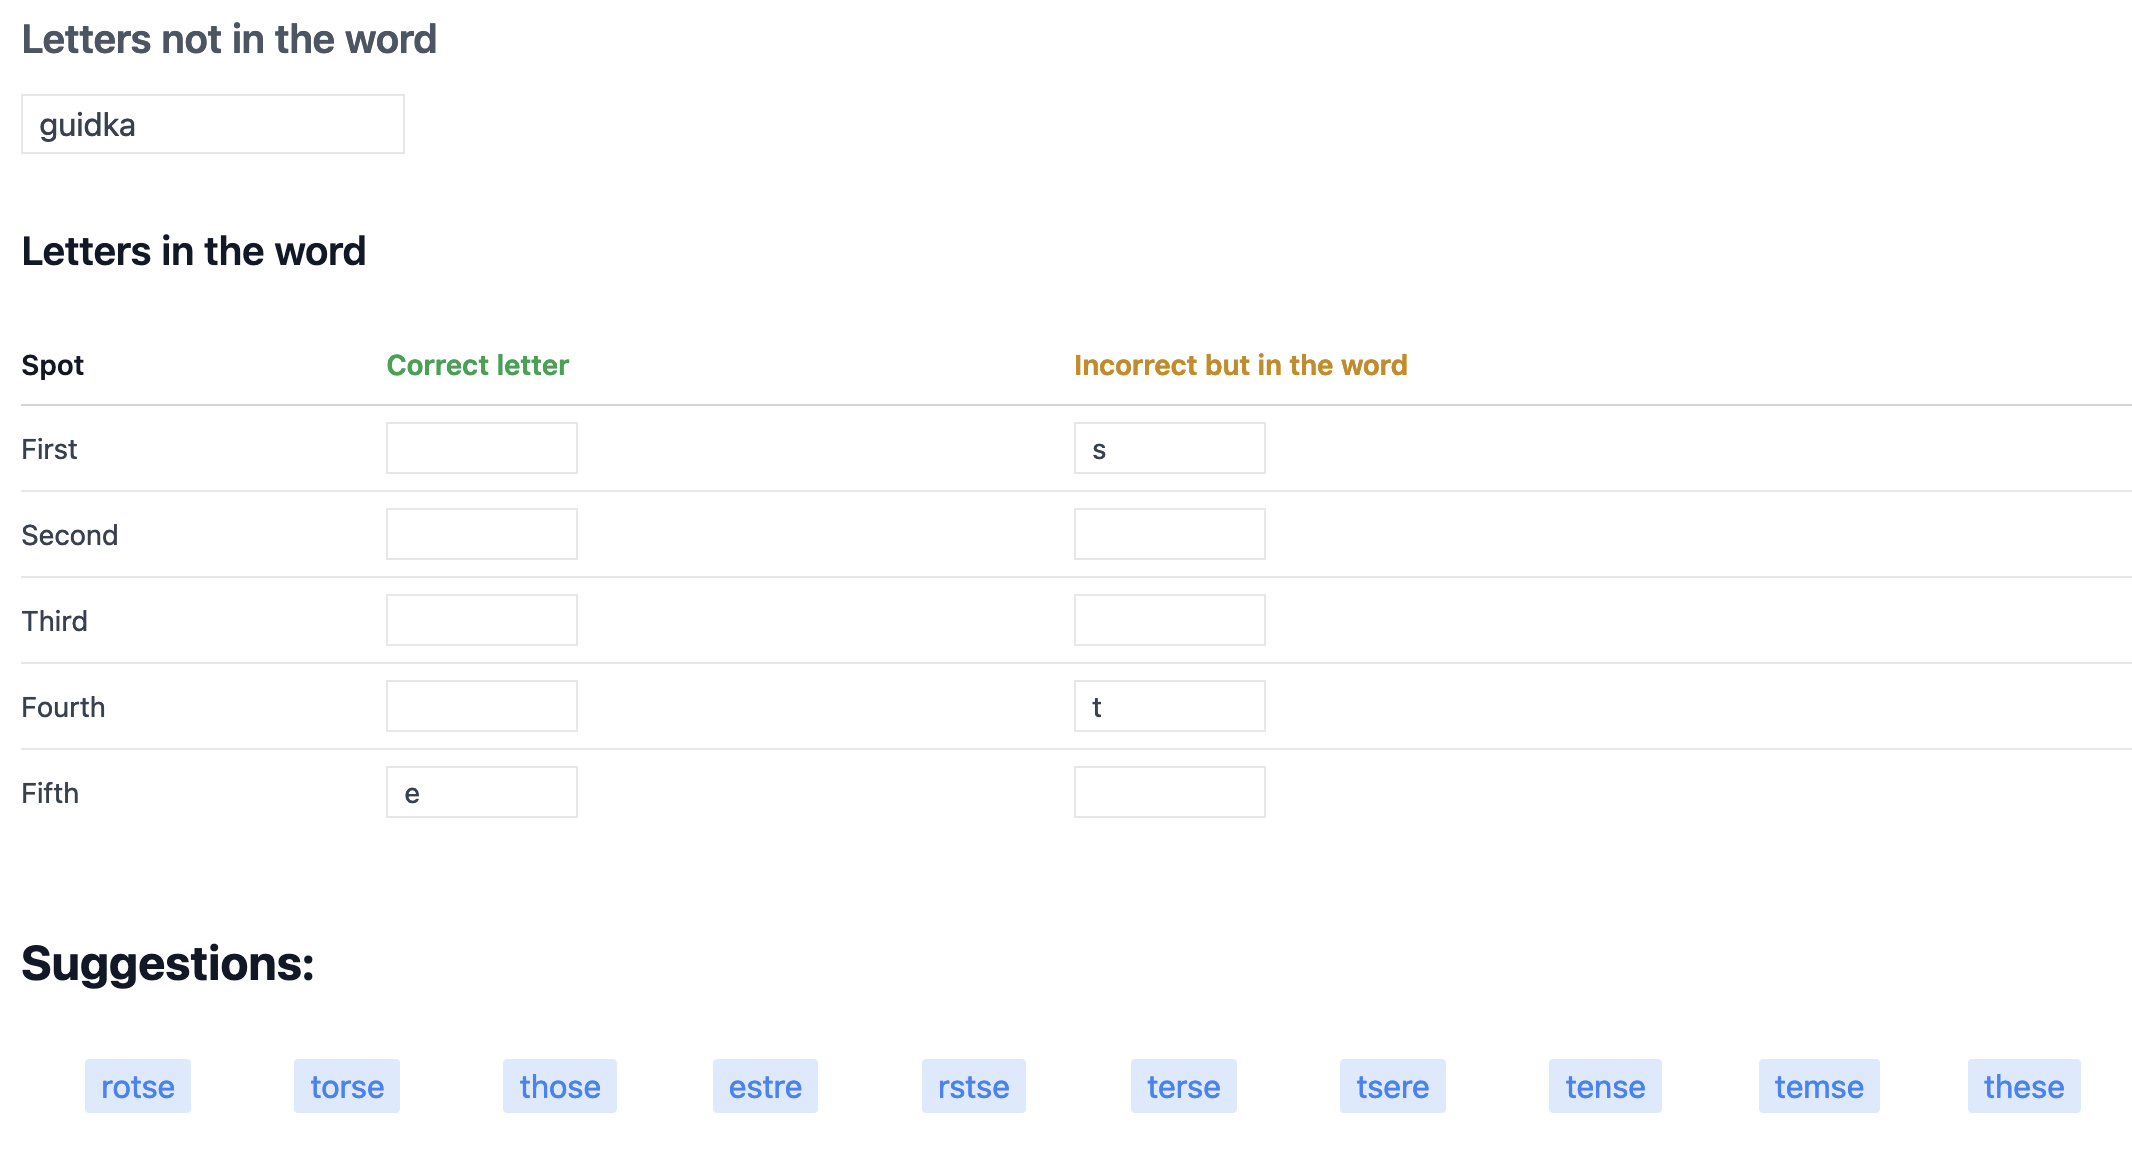 Letters not in the word
guidka
Letters in the word
Spot Correct letter Incorrect but in the word
First s
Second
Third
Fourth t
Fifth e
Suggestions:
rotse torse those estre rstse terse tsere tense temse these